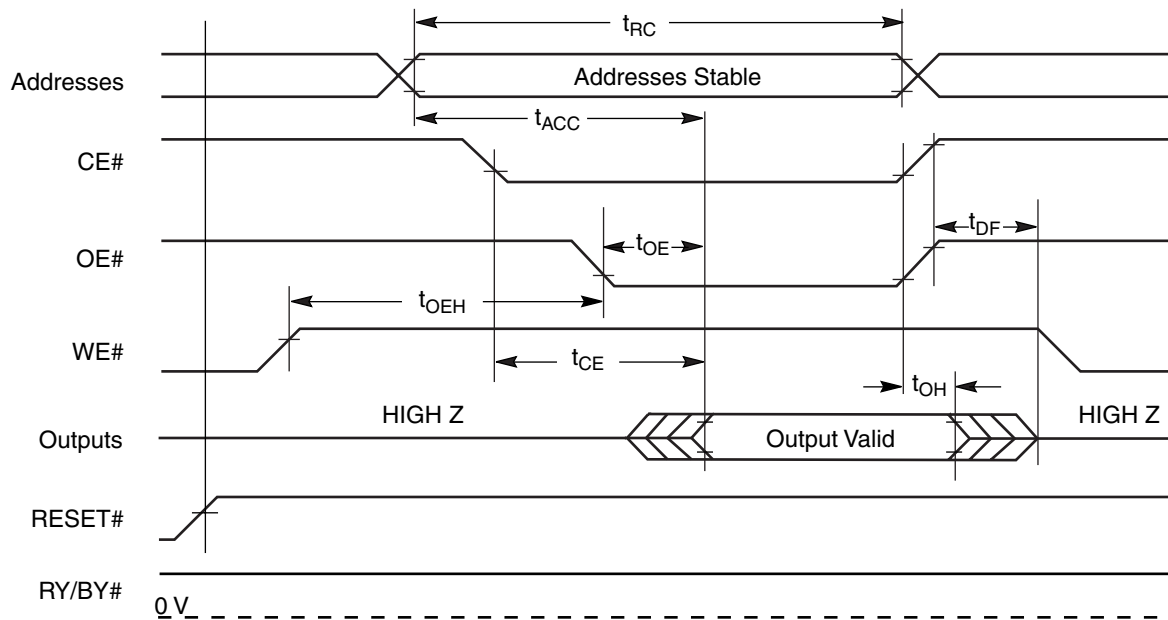 tRC
Addresses
Addresses Stable
tACC
CE#
tDF
OE#
tOE
tOEH
WE#
tCE
tOH
HIGH Z
HIGH Z
Outputs
Output Valid
RESET#
RY/BY#
0 V